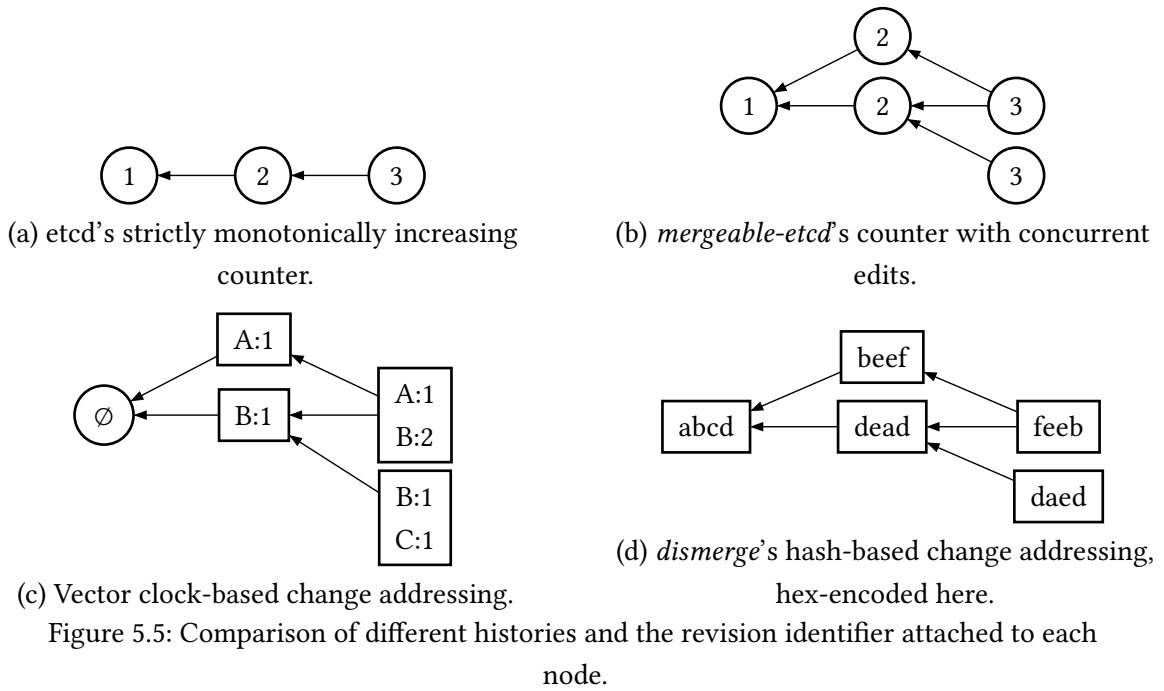 1
2
3
(a) etcd’s strictly monotonically increasing
counter.
2
1
2
3
3
(b) mergeable-etcd’s counter with concurrent
edits.
∅
A:1
B:1
A:1
B:2
B:1
C:1
(c) Vector clock-based change addressing.
beef
abcd
dead
feeb
daed
(d) dismerge’s hash-based change addressing,
hex-encoded here.
Figure 5.5: Comparison of different histories and the revision identifier attached to each
node.